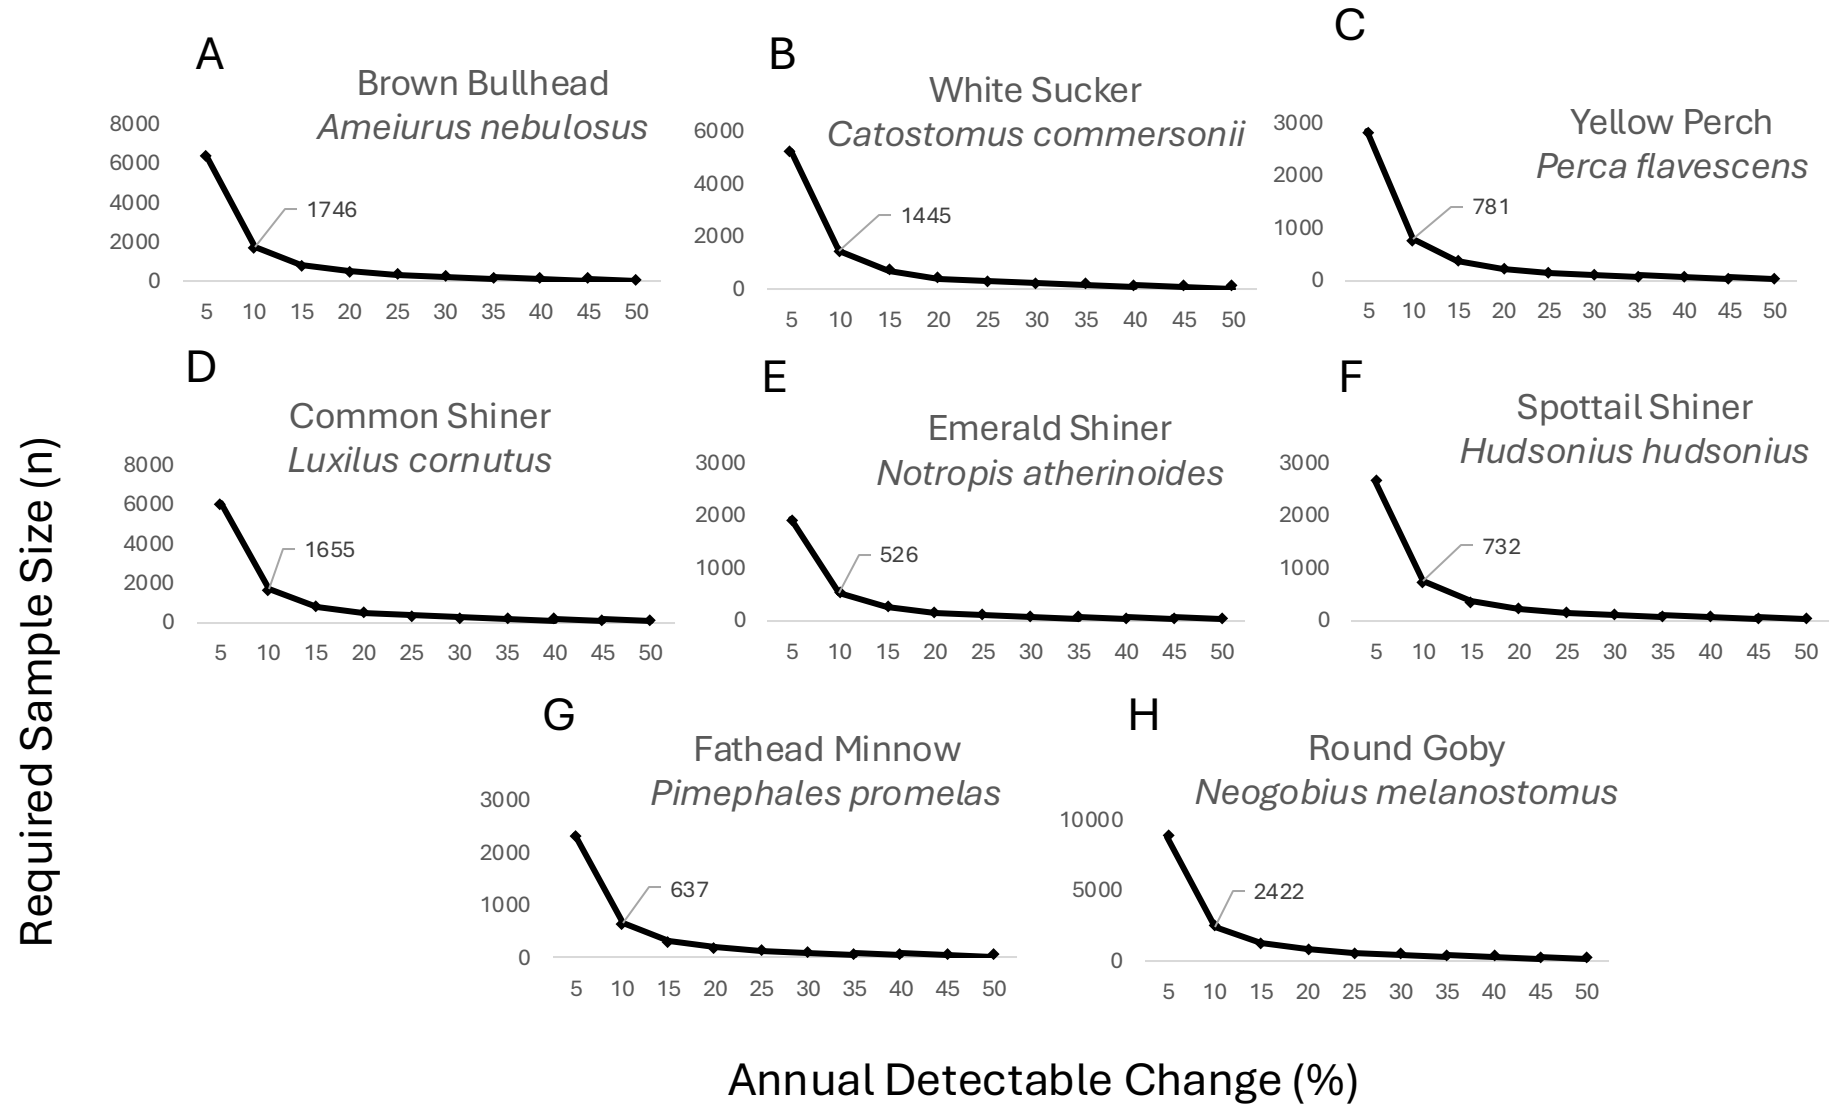 A
Brown Bullhead
Ameiurus nebulosus
8000
6000
4000
2000
0
1746
5 10 15 20 25 30 35 40 45 50
B
White Sucker
Catostomus commersonii
6000
4000
2000
0
1445
5 10 15 20 25 30 35 40 45 50
C
Yellow Perch
Perca flavescens
3000
2000
1000
0
781
5 10 15 20 25 30 35 40 45 50
D
Common Shiner
Luxilus cornutus
8000
6000
4000
2000
0
1655
5 10 15 20 25 30 35 40 45 50
E
Emerald Shiner
Notropis atherinoides
3000
2000
1000
0
526
5 10 15 20 25 30 35 40 45 50
F
Spottail Shiner
Hudsonius hudsonius
3000
2000
1000
0
732
5 10 15 20 25 30 35 40 45 50
G
Fathead Minnow
Pimephales promelas
3000
2000
1000
0
637
5 10 15 20 25 30 35 40 45 50
H
Round Goby
Neogobius melanostomus
10000
5000
0
2422
5 10 15 20 25 30 35 40 45 50
Required Sample Size (n)
Annual Detectable Change (%)